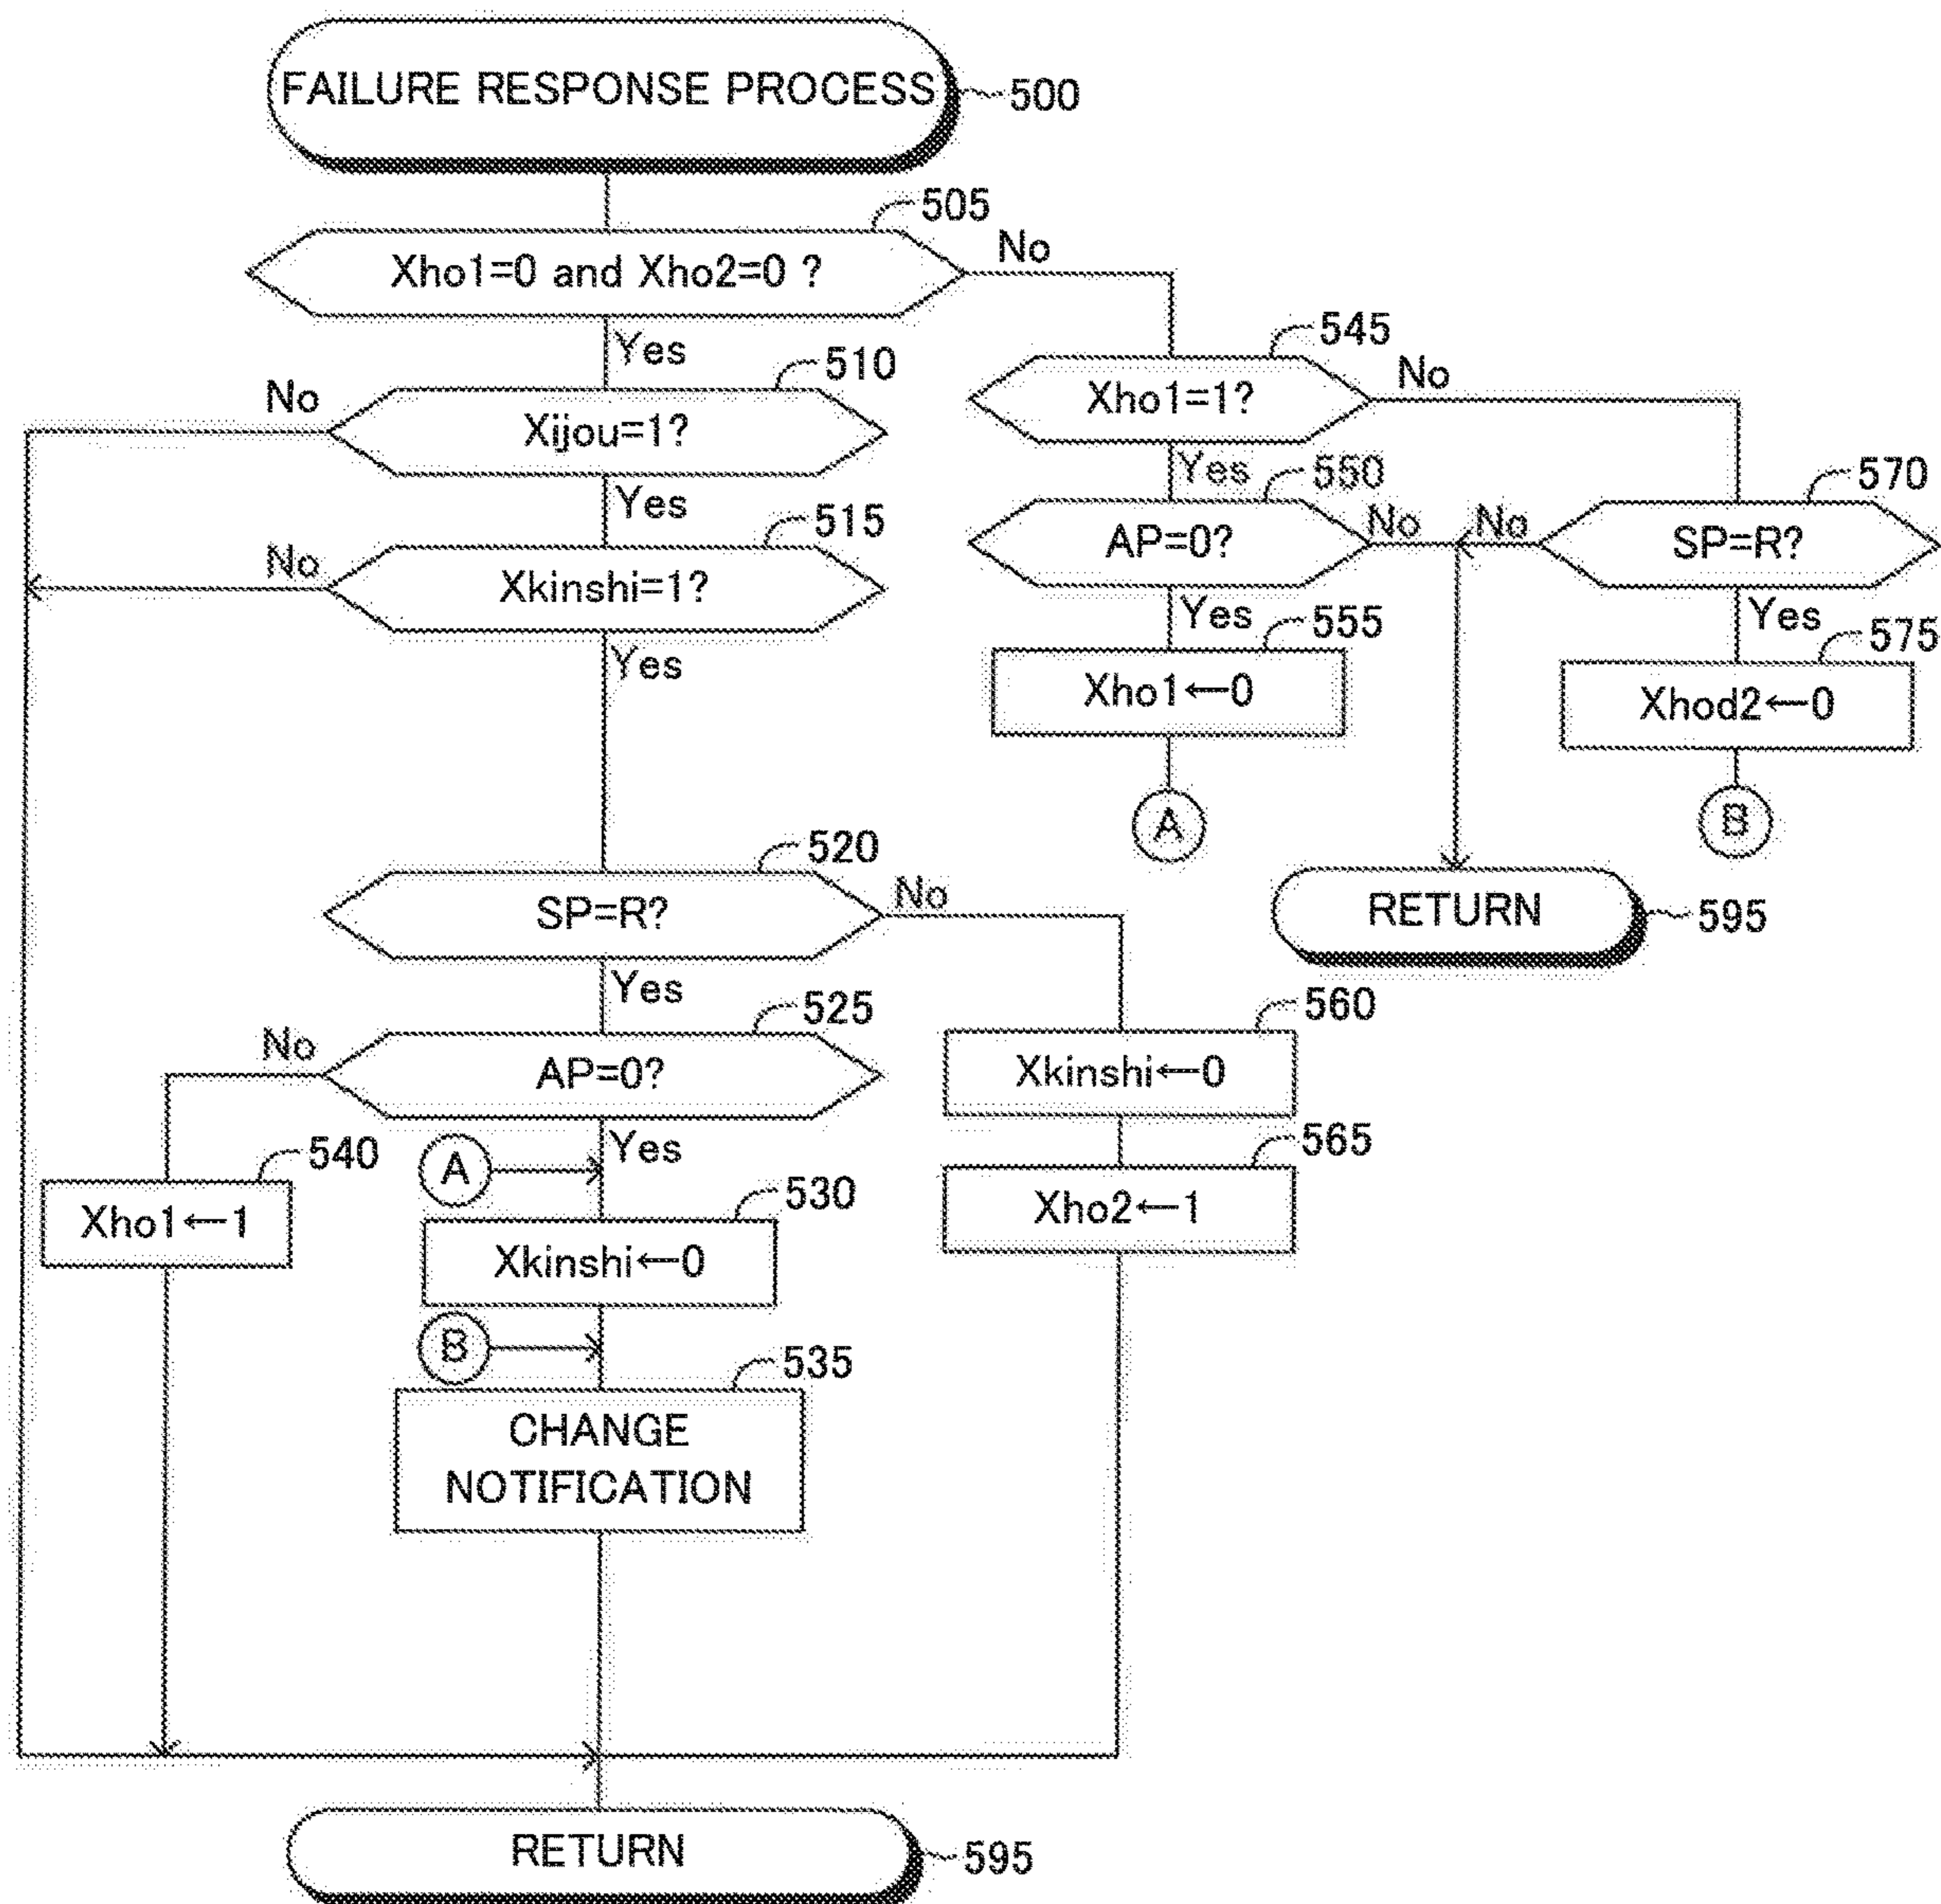 FAILURE RESPONSE PROCESS
500
505
Xho1=0 and Xho2=0 ?
No
Yes
510
545
No
Xijou=1?
Xho1=1?
No
Yes
515
Yes
550
570
No
Xkinshi=1?
AP=0?
No
No
SP=R?
Yes
Yes
555
Yes
575
Xho1←0
Xhod2←0
A
B
520
SP=R?
No
RETURN
595
Yes
525
560
No
AP=0?
Xkinshi←0
540
A
Yes
565
Xho1←1
530
Xho2←1
Xkinshi←0
B
535
CHANGE
NOTIFICATION
RETURN
595